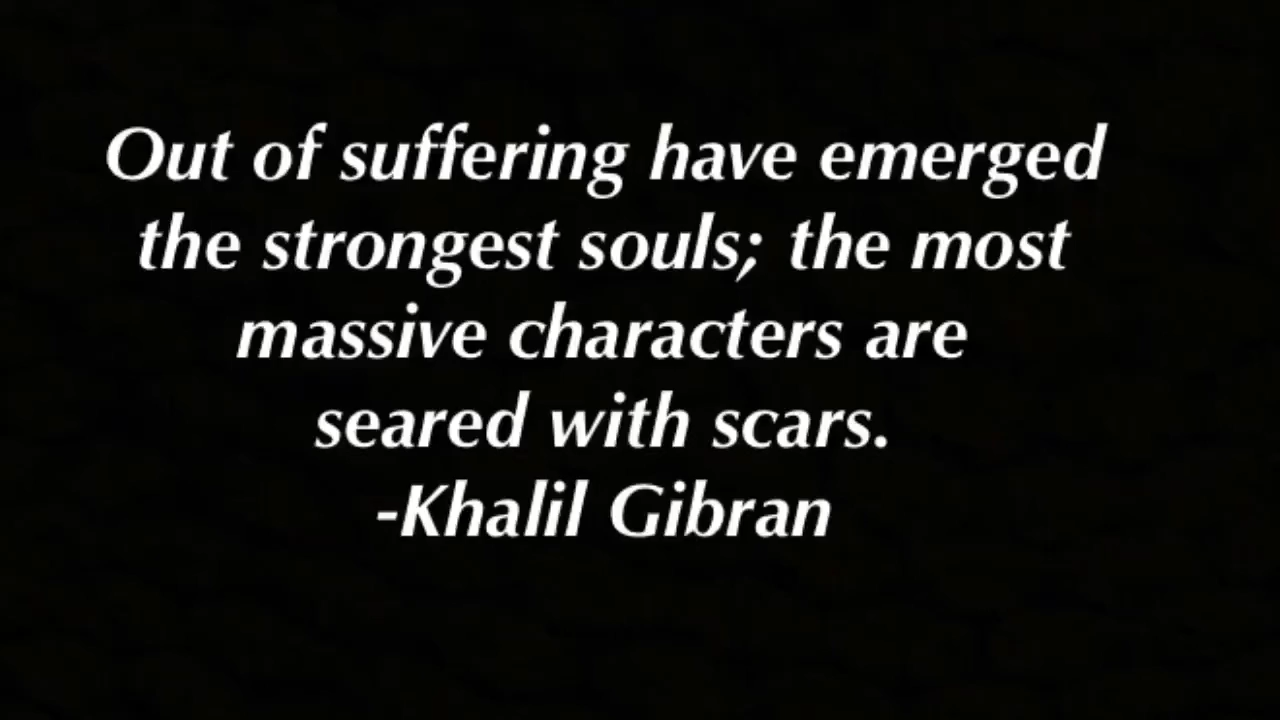 Out of suffering have emerged
the strongest souls; the most
massive characters are
seared with scars.
-Khalil Gibran